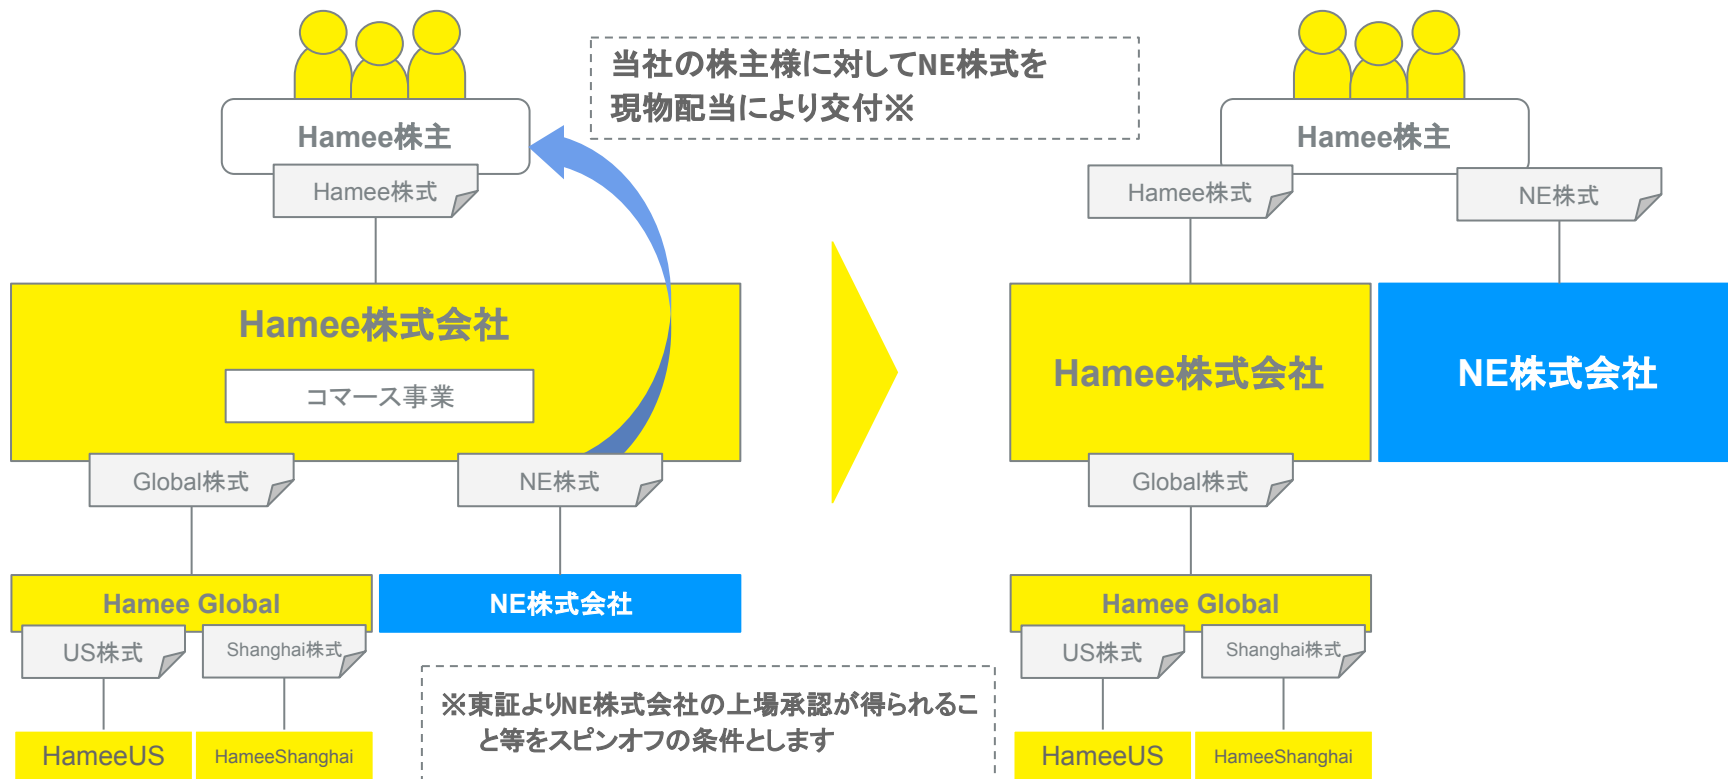 当社の株主様に対してNE株式を
現物配当により交付※
Hamee株主
Hamee株式
Hamee株式会社
コマース事業
Global株式
NE株式
Hamee Global
NE株式会社
US株式
Shanghai株式
HameeUS
HameeShanghai
※東証よりNE株式会社の上場承認が得られるこ
と等をスピンオフの条件とします
Hamee株主
Hamee株式
NE株式
Hamee株式会社
NE株式会社
Global株式
Hamee Global
US株式
Shanghai株式
HameeUS
HameeShanghai